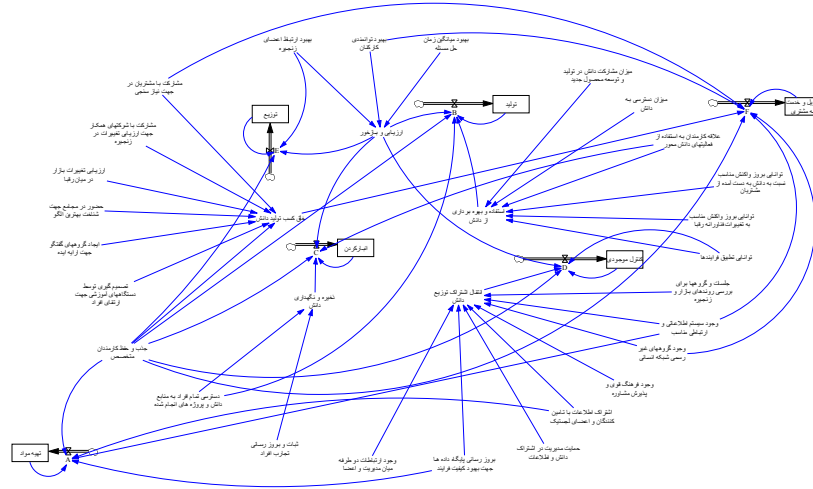 بهبود ارتباط اعضای
زنجیره
بهبود توانمندی
کارکنان
بهبود میانگین زمان
حل مسئله
مشارکت با مشتریان در
جهت نیاز سنجی
میزان مشارکت دانش در تولید
و توسعه محصول جدید
تولید
B
F
یل و خدمت
به مشتری
توزیع
E
مشارکت با شرکتهای همکار
جهت ارزیابی تغییرات در
زنجیره
ارزیابی و بازخور
میزان دسترسی به
دانش
علاقه کارمندان به استفاده از
فعالیتهای دانش محور
ارزیابی تغییرات بازار
در میان رقبا
توانایی بروز واکنش مناسب
نسبت به دانش به دست آمده از
مشتریان
حضور در مجامع جهت
شناخت بهترین الگو
خلق کسب تولید دانش
استفاده و بهره برداری
از دانش
توانایی بروز واکنش مناسب
به تغییرات فناورانه رقبا
ایجاد گروههای گفتگو
جهت ارایه ایده
انبارکردن
C
کنترل موجودی
D
توانایی تطبیق فرایندها
تصمیم گیری توسط
دستگاههای آموزشی جهت
ارتقای افراد
ذخیره و نگهداری
دانش
انتقال اشتراک توزیع
دانش
جلسات و گروهها برای
بررسی روندهای بازار و
زنجیره
وجود سیستم اطلاعاتی و
ارتباطی مناسب
جذب و حفظ کارمندان
متخصص
وجود گروههای غیر
رسمی شبکه انسانی
وجود فرهنگ قوی و
پذیرش مشاوره
دسترسی تمام افراد به منابع
دانش و پروژه های انجام شده
اشتراک اطلاعات با تامین
کنندگان و اعضای لجستیک
تهیه مواد
A
ثبات و بروز رسانی
تجارب افراد
وجود ارتباطات دو طرفه
میان مدیریت و اعضا
بروز رسانی پایگاه داده ها
جهت بهبود کیفیت فرایند
حمایت مدیریت در اشتراک
دانش و اطلاعات